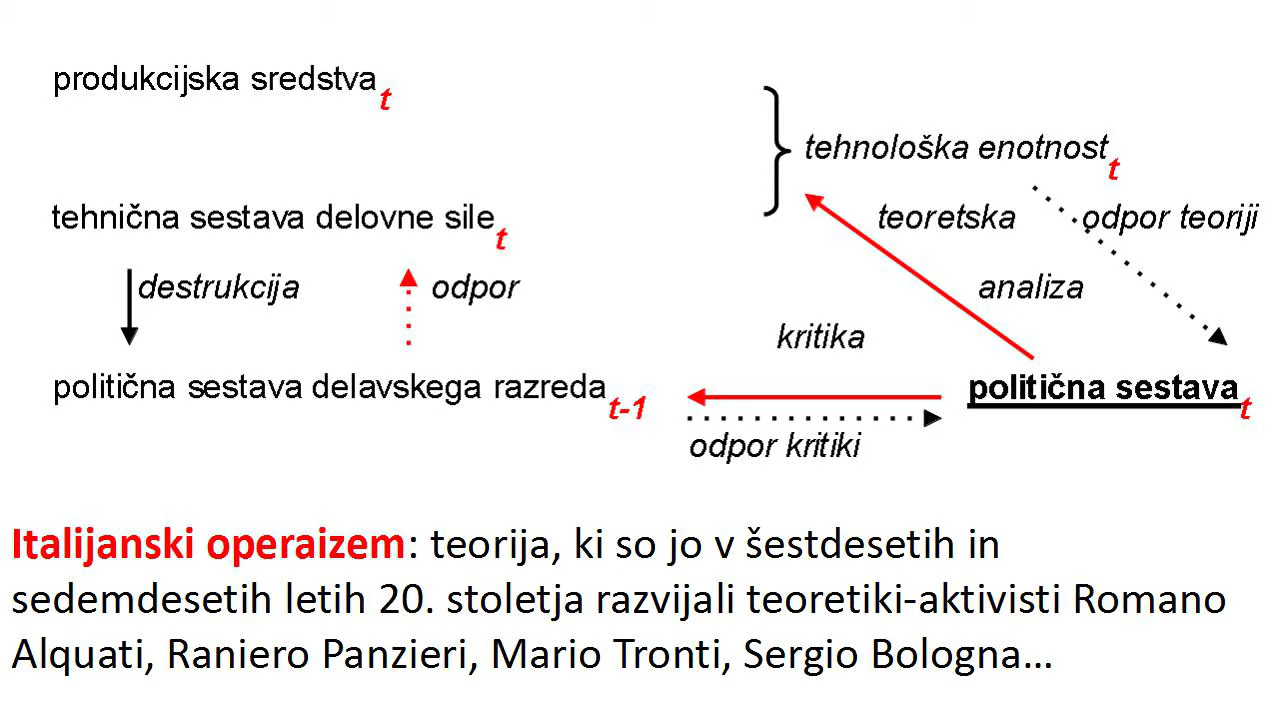 produkcijska sredstva t
tehnološka enotnost t
tehnična sestava delovne sile t
teoretska
odpor teoriji
destrukcija
odpor
analiza
kritika
politična sestava delavskega razreda t-1
politična sestava t
odpor kritiki
Italijanski operaizem: teorija, ki so jo v šestdesetih in
sedemdesetih letih 20. stoletja razvijali teoretiki-aktivisti Romano
Alquati, Raniero Panzieri, Mario Tronti, Sergio Bologna…